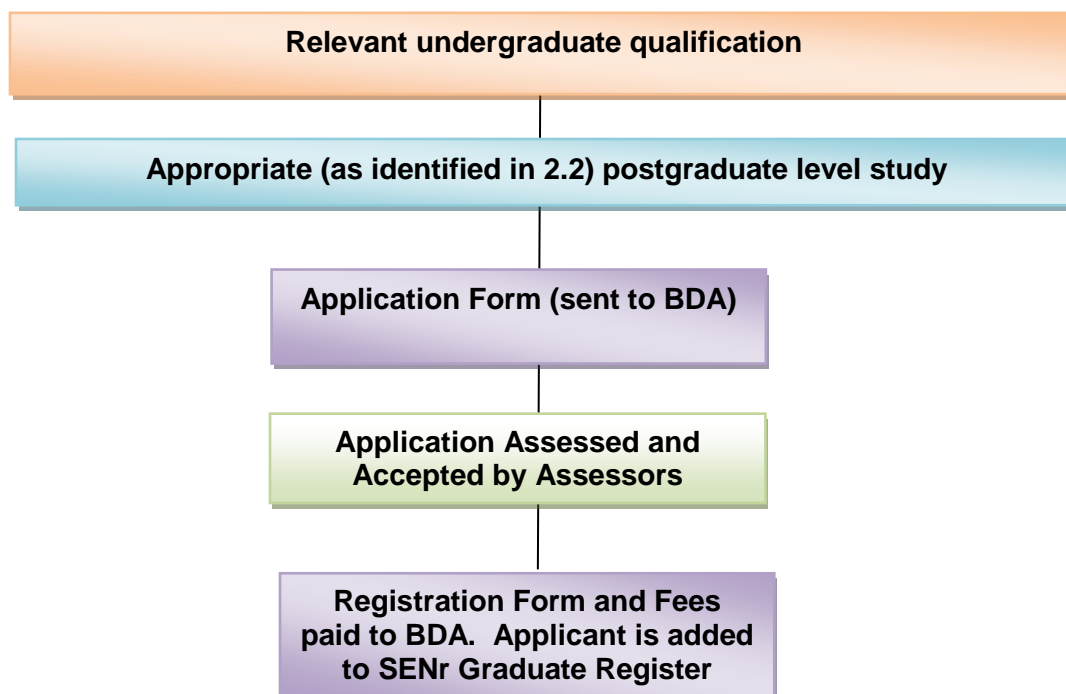 Relevant undergraduate qualification
Appropriate (as identified in 2.2) postgraduate level study
Application Form (sent to BDA)
Application Assessed and
Accepted by Assessors
Registration Form and Fees
paid to BDA.  Applicant is added
to SENr Graduate Register